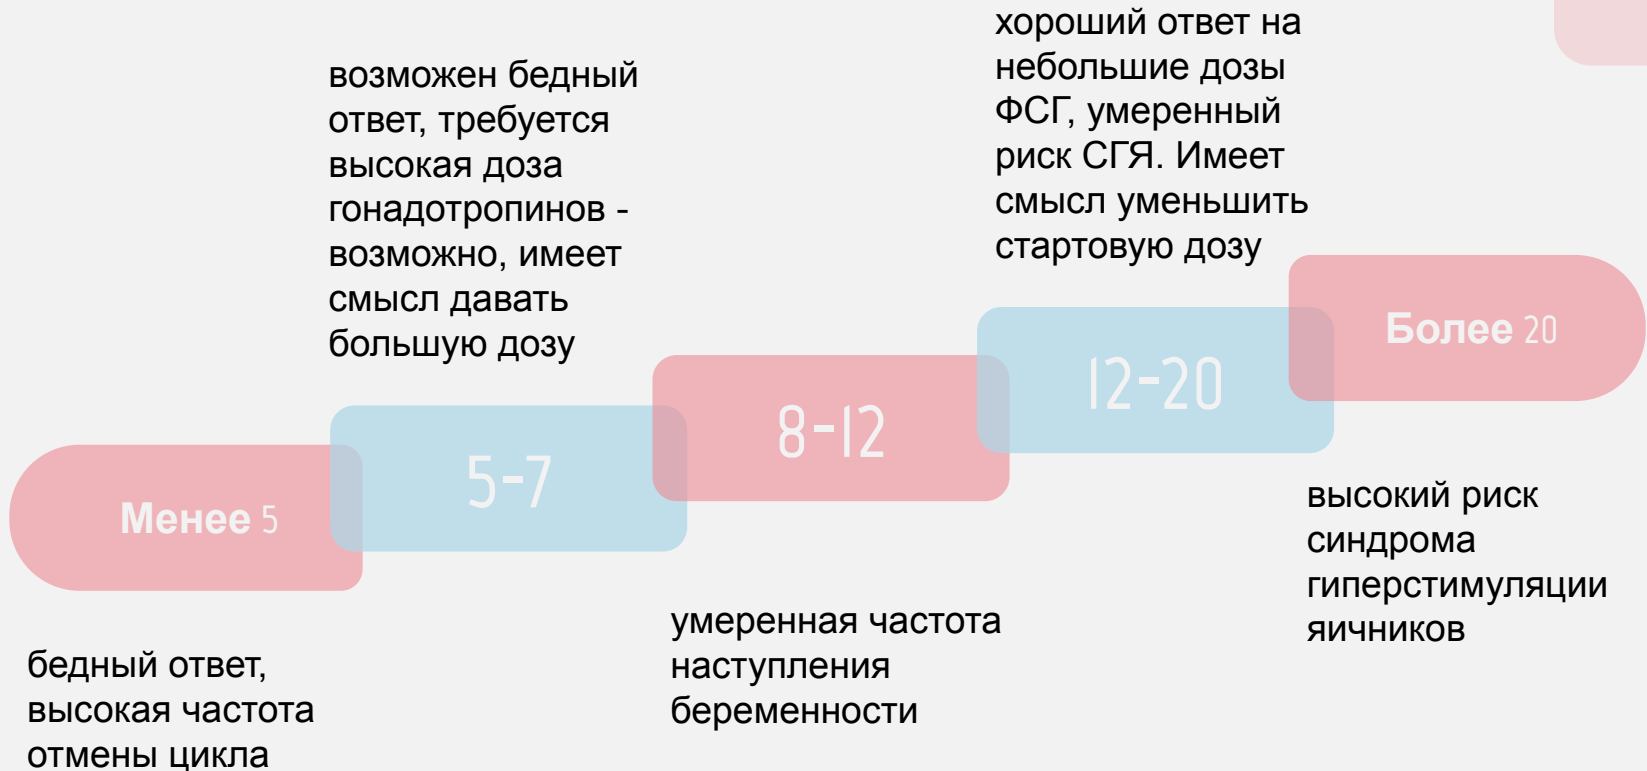 хороший ответ на
небольшие дозы
ФСГ, умеренный
риск СГЯ. Имеет
смысл уменьшить
стартовую дозу
возможен бедный
ответ, требуется
высокая доза
гонадотропинов -
возможно, имеет
смысл давать
большую дозу
Более 20
12-20
8-12
5-7
Менее 5
высокий риск
синдрома
гиперстимуляции
яичников
умеренная частота
наступления
беременности
бедный ответ,
высокая частота
отмены цикла